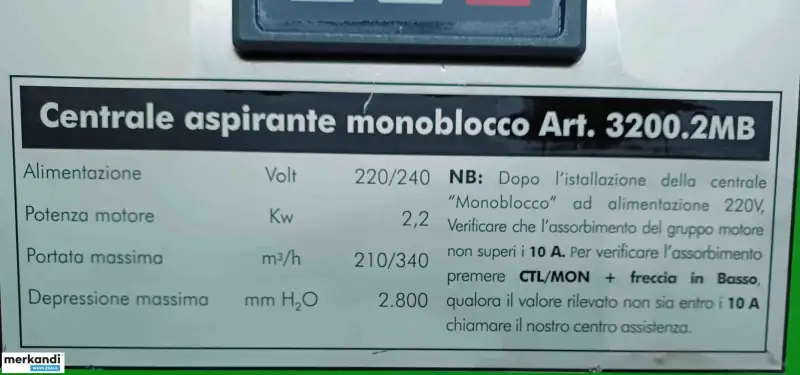 Centrale aspirante monoblocco Art. 3200.2MB
Alimentazione Volt 220/240
Potenza motore Kw 2,2
Portata massima m³/h 210/340
Depressione massima mm H₂O 2.800
NB: Dopo l'istallazione della centrale
"Monoblocco" ad alimentazione 220V,
Verificare che l'assorbimento del gruppo motore
non superi i 10 A. Per verificare l'assorbimento
premere CTL/MON + freccia in Basso,
qualora il valore rilevato non sia entro i 10 A
chiamare il nostro centro assistenza.
merkandi
WHOLESALE